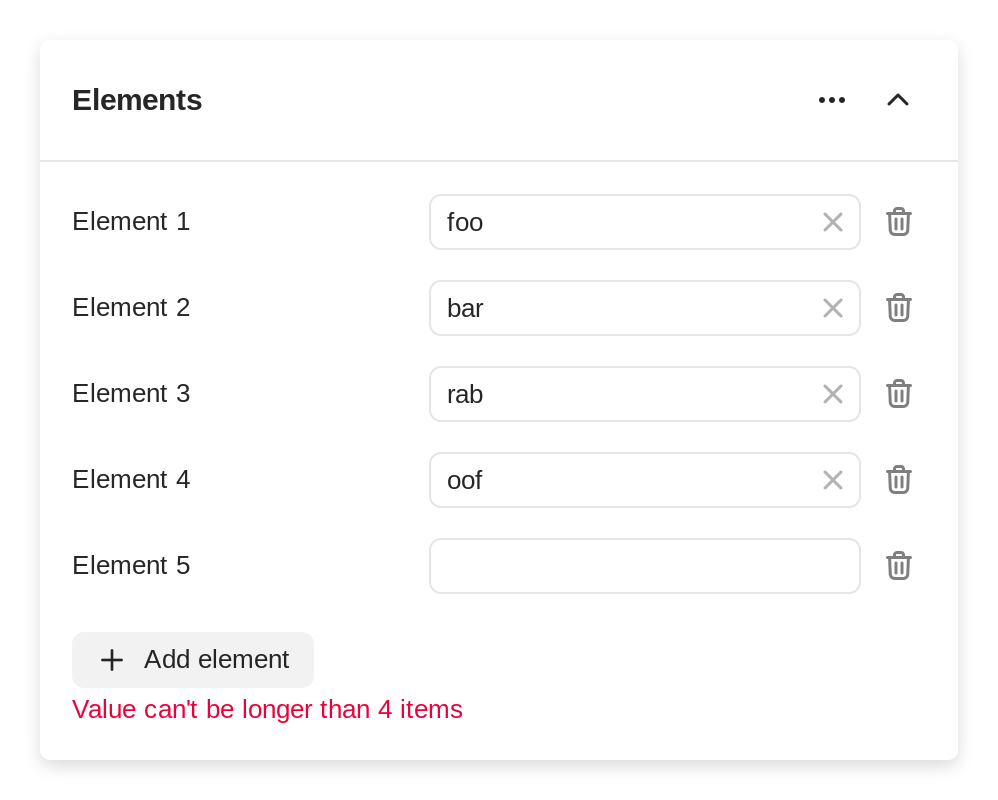 Elements
Element 1
foo
Element 2
bar
Element 3
rab
Element 4
oof
Element 5
Add element
Value can't be longer than 4 items